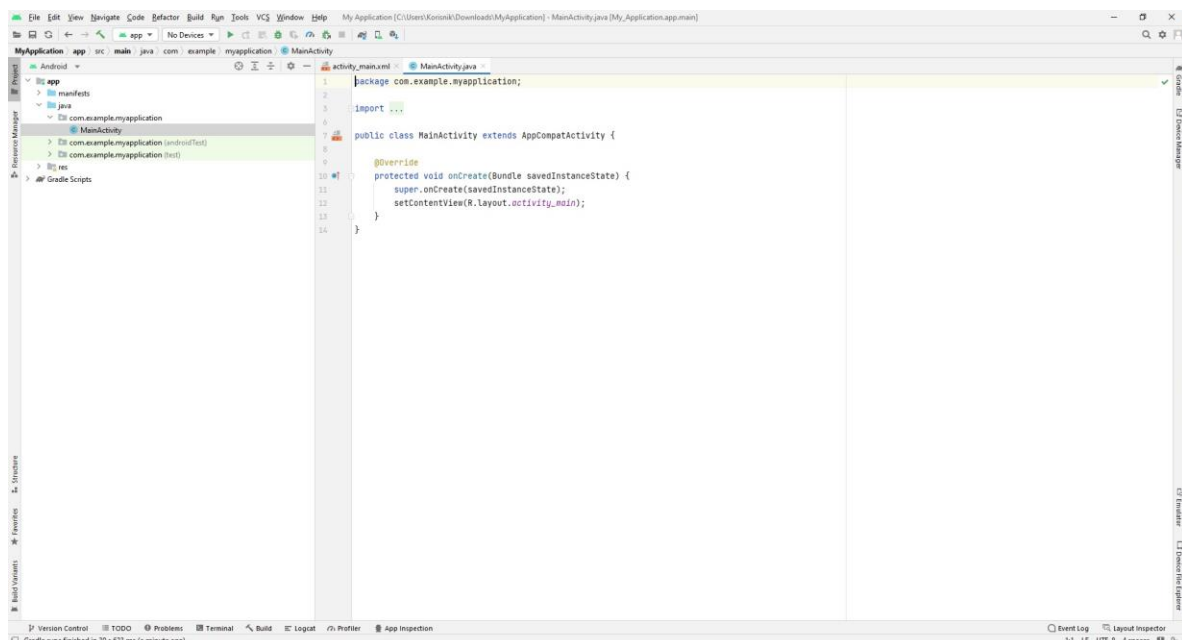 File Edit View Navigate Code Refactor Build Run Tools VCS Window Help My Application [C:\Users\Korisnik\Downloads\MyApplication] - MainActivity.java [My_Application.app.main]
app No Devices
MyApplication app src main java com example myapplication MainActivity
Android
activity_main.xml MainActivity.java
app
manifests
java
com.example.myapplication
MainActivity
com.example.myapplication (androidTest)
com.example.myapplication (test)
res
Gradle Scripts
1 package com.example.myapplication;
2
3 import ...
6
7 public class MainActivity extends AppCompatActivity {
8
9 @Override
10 protected void onCreate(Bundle savedInstanceState) {
11 super.onCreate(savedInstanceState);
12 setContentView(R.layout.activity_main);
13 }
14 }
Project
Resource Manager
Structure
Favorites
Build Variants
Gradle
Device Manager
Emulator
Device File Explorer
Version Control TODO Problems Terminal Build Logcat Profiler App Inspection Event Log Layout Inspector